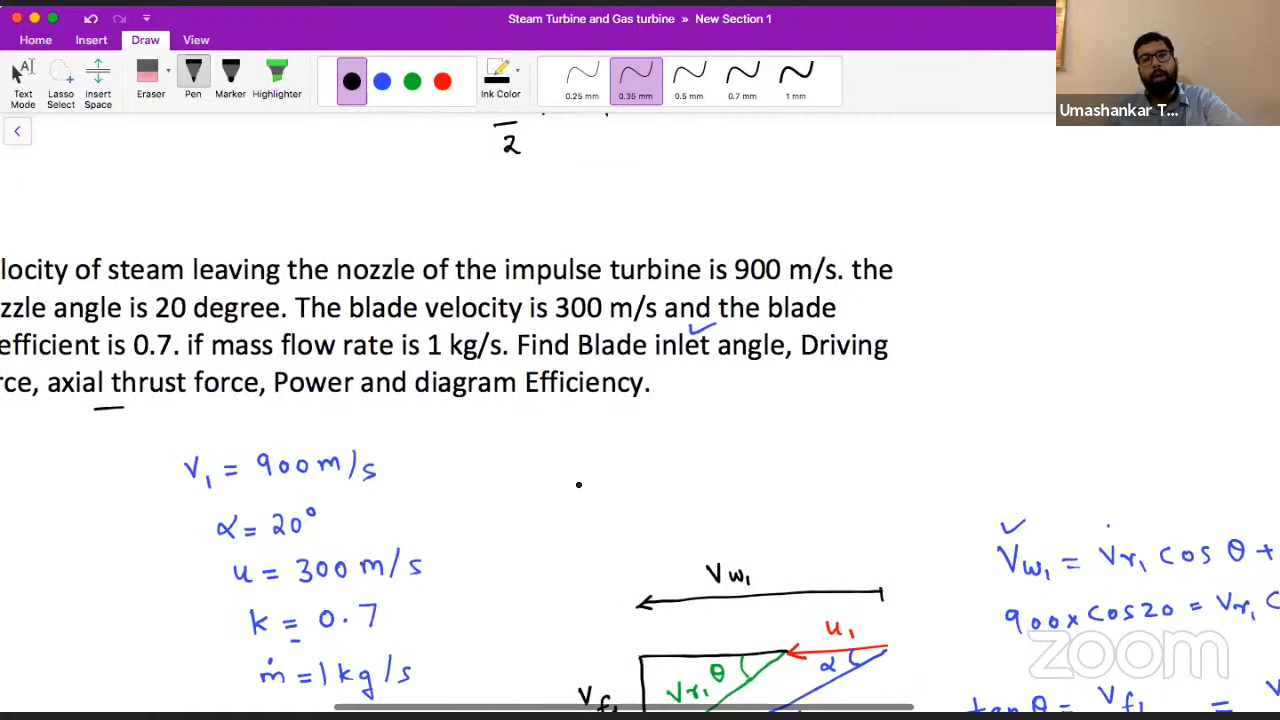 Steam Turbine and Gas turbine » New Section 1
Home Insert Draw View
Text Mode
Lasso Select
Insert Space
Eraser
Pen
Marker
Highlighter
Ink Color
0.25 mm
0.35 mm
0.5 mm
0.7 mm
1 mm
Umashankar T...
2
locity of steam leaving the nozzle of the impulse turbine is 900 m/s. the
zzle angle is 20 degree. The blade velocity is 300 m/s and the blade
efficient is 0.7. if mass flow rate is 1 kg/s. Find Blade inlet angle, Driving
rce, axial thrust force, Power and diagram Efficiency.
V₁ = 900 m/s
α = 20°
u = 300 m/s
k = 0.7
ṁ = 1 kg/s
Vw₁
u₁
θ
α
Vr₁
Vf₁
Vw₁ = Vr₁ cos θ +
900 x cos 20 = Vr₁ C
tan θ = Vf₁ =
zoom